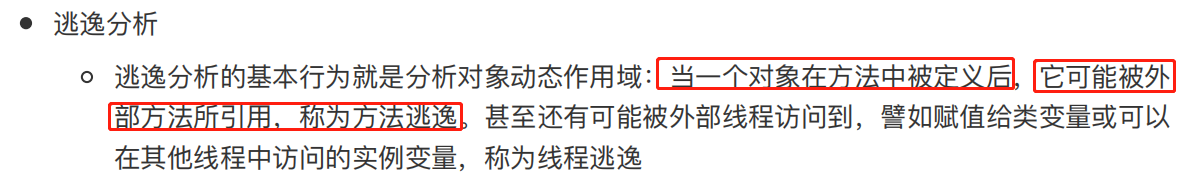 逃逸分析
逃逸分析的基本行为就是分析对象动态作用域：当一个对象在方法中被定义后，它可能被外
部方法所引用，称为方法逃逸。甚至还有可能被外部线程访问到，譬如赋值给类变量或可以
在其他线程中访问的实例变量，称为线程逃逸